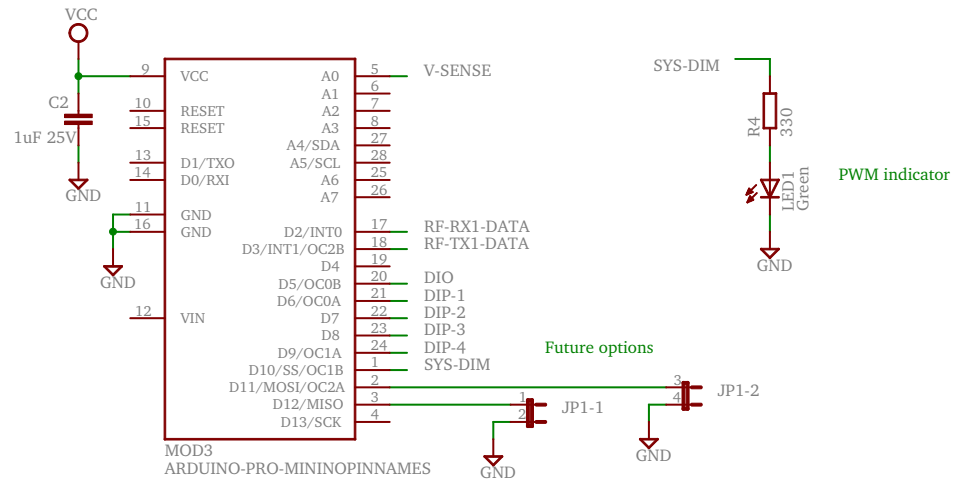 VCC
C2
1uF 25V
GND
9 VCC
10 RESET
15 RESET
13 D1/TXO
14 D0/RXI
11 GND
16 GND
GND
12 VIN
A0 5 V-SENSE
A1 6
A2 7
A3 8
A4/SDA 27
A5/SCL 28
A6 25
A7 26
D2/INT0 17 RF-RX1-DATA
D3/INT1/OC2B 18 RF-TX1-DATA
D4 19
D5/OC0B 20 DIO
D6/OC0A 21 DIP-1
D7 22 DIP-2
D8 23 DIP-3
D9/OC1A 24 DIP-4
D10/SS/OC1B 1 SYS-DIM
D11/MOSI/OC2A 2
D12/MISO 3
D13/SCK 4
MOD3
ARDUINO-PRO-MININOPINNAMES
SYS-DIM
R4
330
LED1
Green
GND
PWM indicator
Future options
1
2
JP1-1
GND
3
4
JP1-2
GND